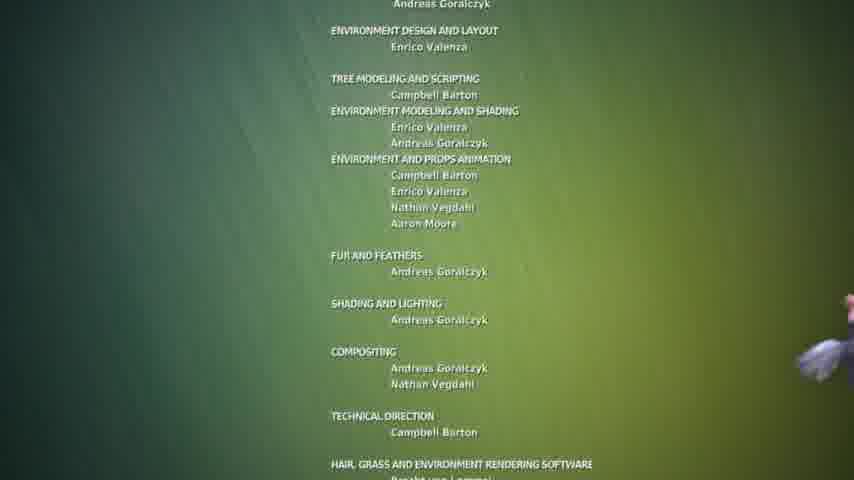 Andreas Goralczyk
ENVIRONMENT DESIGN AND LAYOUT
Enrico Valenza
TREE MODELING AND SCRIPTING
Campbell Barton
ENVIRONMENT MODELING AND SHADING
Enrico Valenza
Andreas Goralczyk
ENVIRONMENT AND PROPS ANIMATION
Campbell Barton
Enrico Valenza
Nathan Vegdahl
Aaron Moore
FUR AND FEATHERS
Andreas Goralczyk
SHADING AND LIGHTING
Andreas Goralczyk
COMPOSITING
Andreas Goralczyk
Nathan Vegdahl
TECHNICAL DIRECTION
Campbell Barton
HAIR, GRASS AND ENVIRONMENT RENDERING SOFTWARE